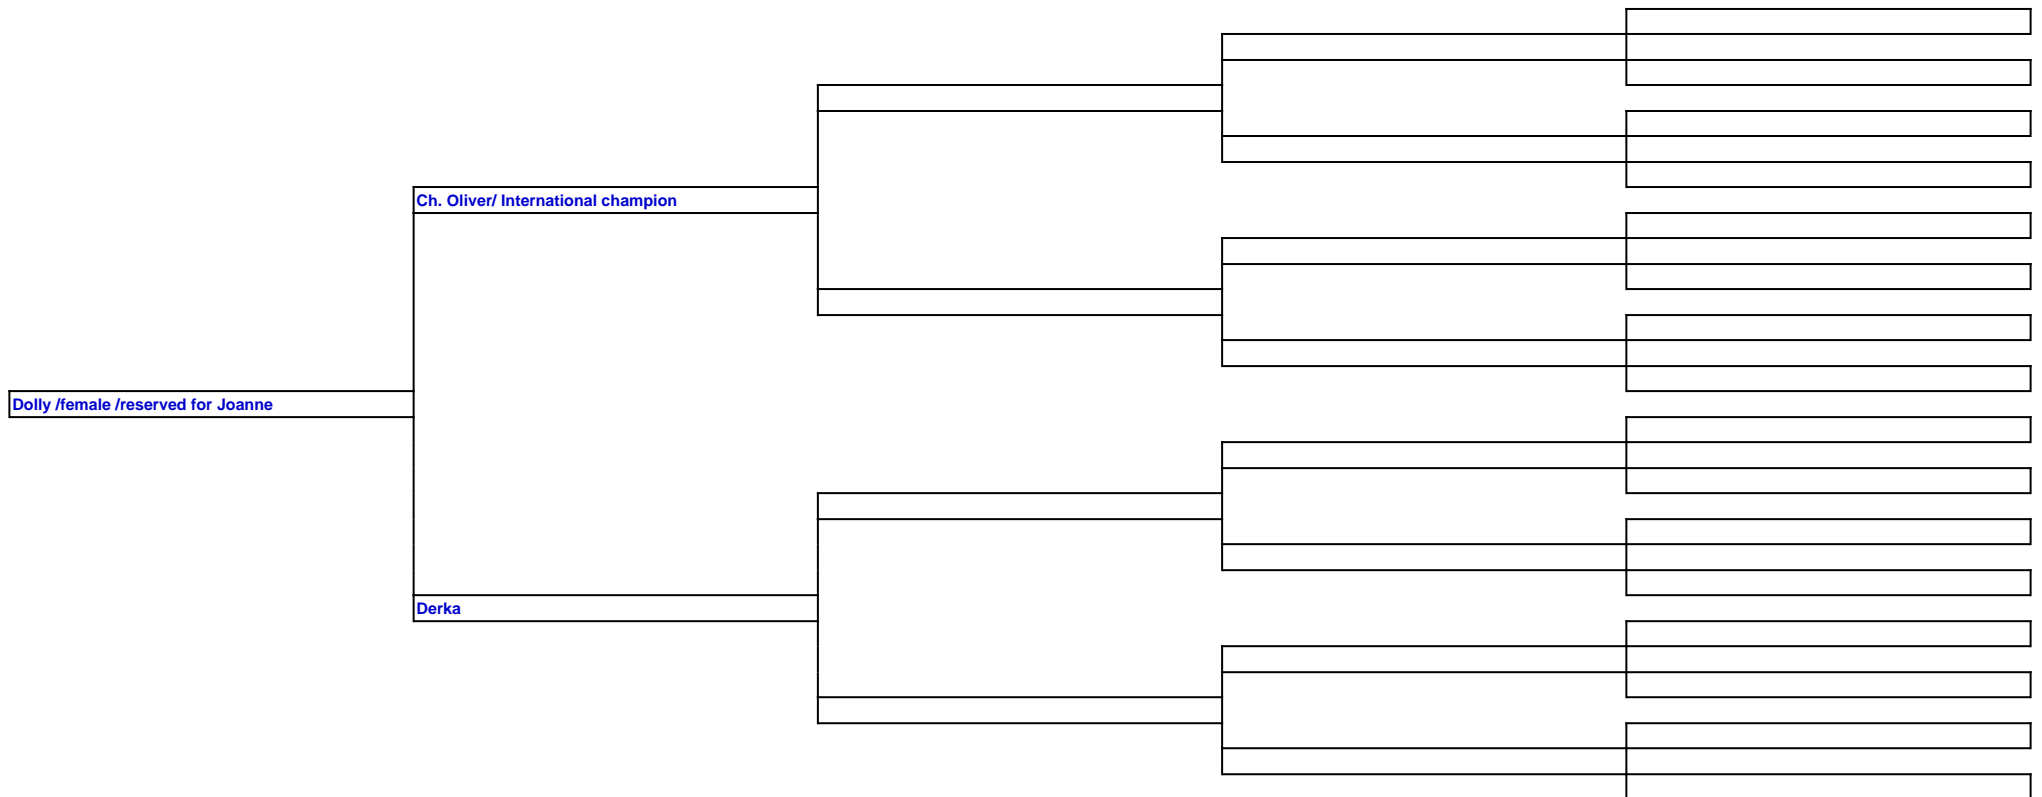 Ch. Oliver/ International champion
Dolly /female /reserved for Joanne
Derka